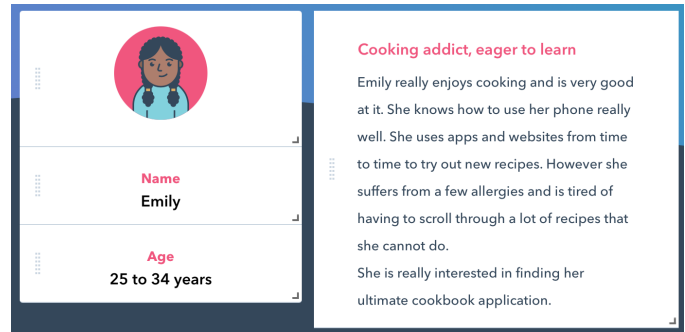 Name
Emily
Age
25 to 34 years
Cooking addict, eager to learn
Emily really enjoys cooking and is very good
at it. She knows how to use her phone really
well. She uses apps and websites from time
to time to try out new recipes. However she
suffers from a few allergies and is tired of
having to scroll through a lot of recipes that
she cannot do.
She is really interested in finding her
ultimate cookbook application.